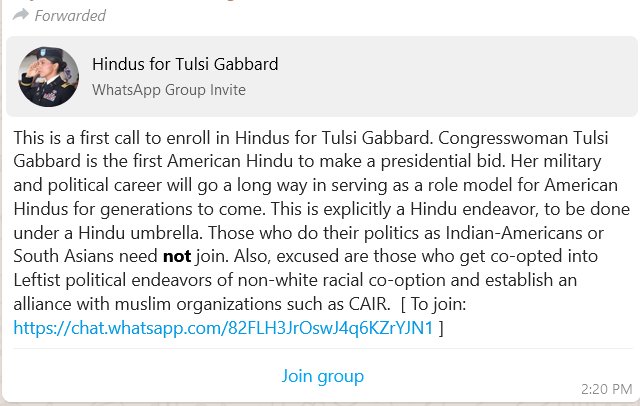 Forwarded
Hindus for Tulsi Gabbard
WhatsApp Group Invite
This is a first call to enroll in Hindus for Tulsi Gabbard. Congresswoman Tulsi
Gabbard is the first American Hindu to make a presidential bid. Her military
and political career will go a long way in serving as a role model for American
Hindus for generations to come. This is explicitly a Hindu endeavor, to be done
under a Hindu umbrella. Those who do their politics as Indian-Americans or
South Asians need not join. Also, excused are those who get co-opted into
Leftist political endeavors of non-white racial co-option and establish an
alliance with muslim organizations such as CAIR.  [ To join:
https://chat.whatsapp.com/82FLH3JrOswJ4q6KZrYJN1 ]
Join group
2:20 PM